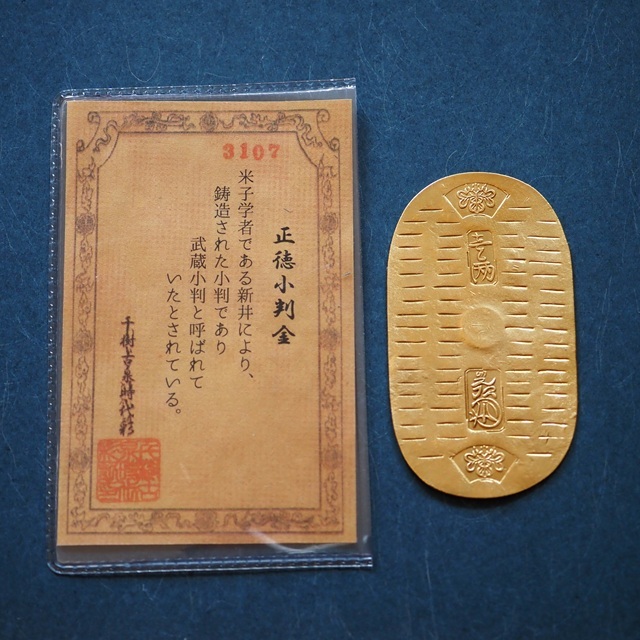 3107
正徳小判金
米子学者である新井により、
鋳造された小判であり
武蔵小判と呼ばれて
いたとされている。
壱両